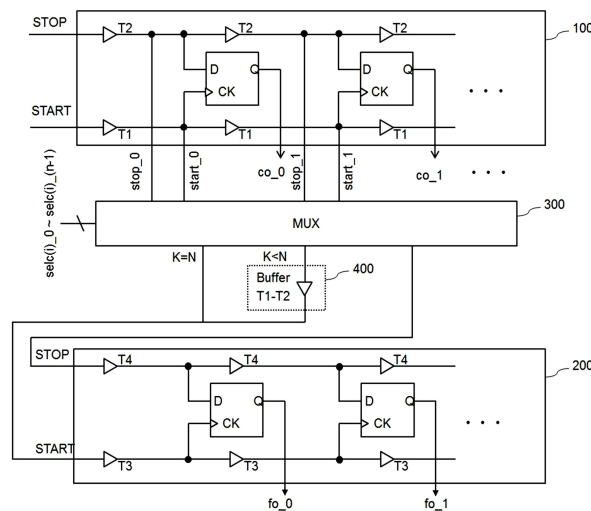 STOP
T2
T2
T2
100
D
Q
CK
D
Q
CK
. . .
START
T1
T1
T1
stop_0
start_0
co_0
stop_1
start_1
co_1
. . .
selc(i)_0 ~ selc(i)_(n-1)
MUX
300
K=N
K<N
400
Buffer
T1-T2
STOP
T4
T4
T4
200
D
Q
CK
D
Q
CK
. . .
START
T3
T3
T3
fo_0
fo_1